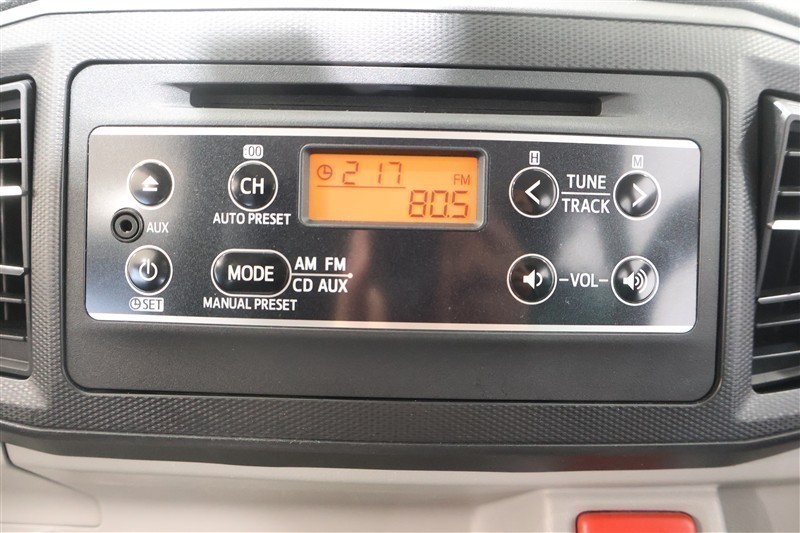 :00
H
M
CH
AUTO PRESET
2 17
FM
80.5
TUNE
TRACK
AUX
MODE
AM FM
CD AUX
MANUAL PRESET
-VOL-
SET